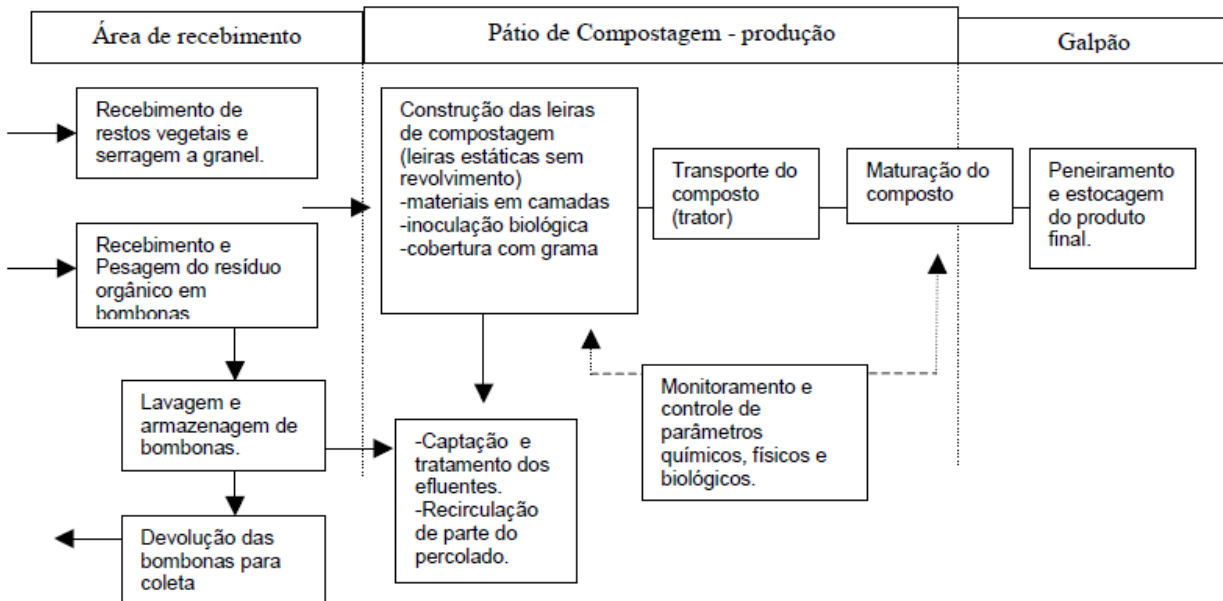 Área de recebimento
Pátio de Compostagem - produção
Galpão
Recebimento de
restos vegetais e
serragem a granel.
Recebimento e
Pesagem do resíduo
orgânico em
bombonas
Lavagem e
armazenagem de
bombonas.
Devolução das
bombonas para
coleta
Construção das leiras
de compostagem
(leiras estáticas sem
revolvimento)
-materiais em camadas
-inoculação biológica
-cobertura com grama
-Captação e
tratamento dos
efluentes.
-Recirculação
de parte do
percolado.
Transporte do
composto
(trator)
Maturação do
composto
Monitoramento e
controle de
parâmetros
químicos, físicos e
biológicos.
Peneiramento
e estocagem
do produto
final.